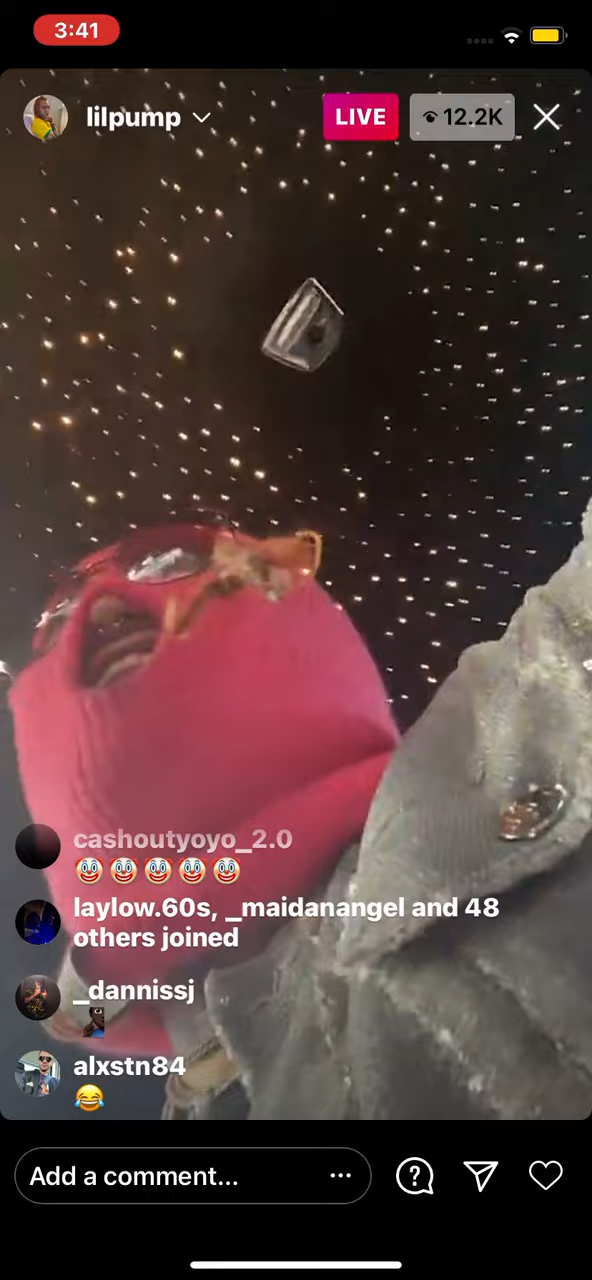 3:41
lilpump
LIVE
12.2K
cashoutyoyo_2.0
🤡🤡🤡🤡🤡
laylow.60s, _maidanangel and 48
others joined
_dannissj
alxstn84
😂
Add a comment...